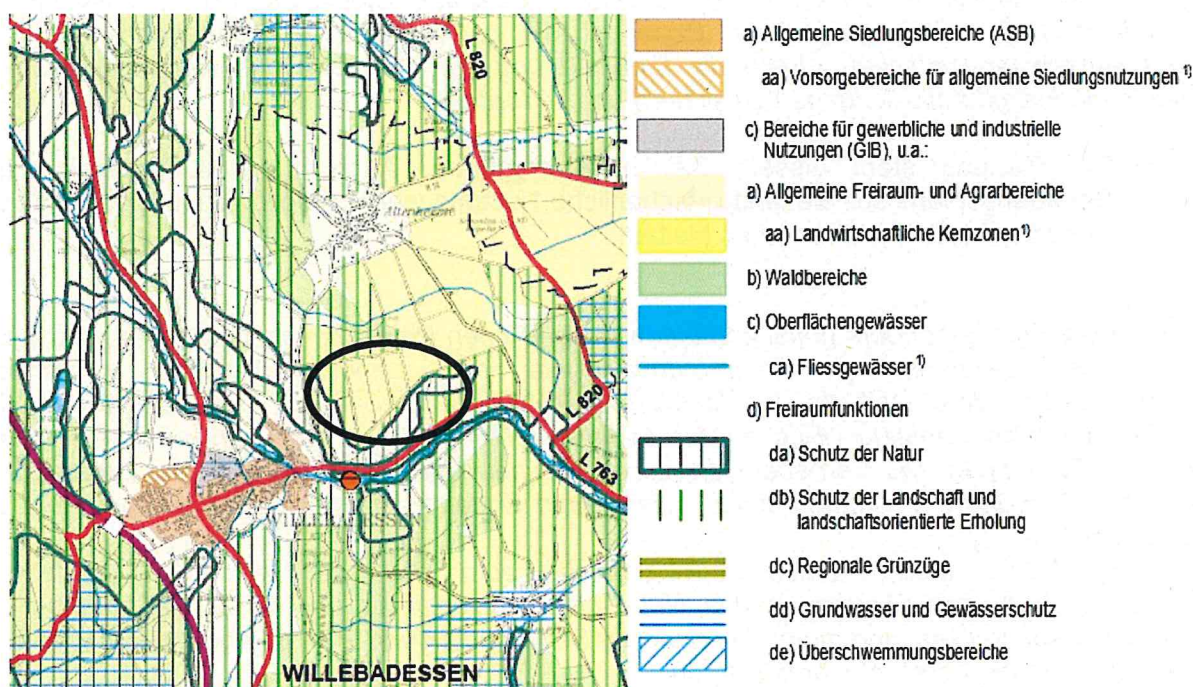 L 820
Altenheerse
L 820
L 763
WILLEBADESSEN
WILLEBADESSEN
a) Allgemeine Siedlungsbereiche (ASB)
aa) Vorsorgebereiche für allgemeine Siedlungsnutzungen 1)
c) Bereiche für gewerbliche und industrielle
Nutzungen (GIB), u.a.:
a) Allgemeine Freiraum- und Agrarbereiche
aa) Landwirtschaftliche Kernzonen 1)
b) Waldbereiche
c) Oberflächengewässer
ca) Fliessgewässer 1)
d) Freiraumfunktionen
da) Schutz der Natur
db) Schutz der Landschaft und
landschaftsorientierte Erholung
dc) Regionale Grünzüge
dd) Grundwasser und Gewässerschutz
de) Überschwemmungsbereiche